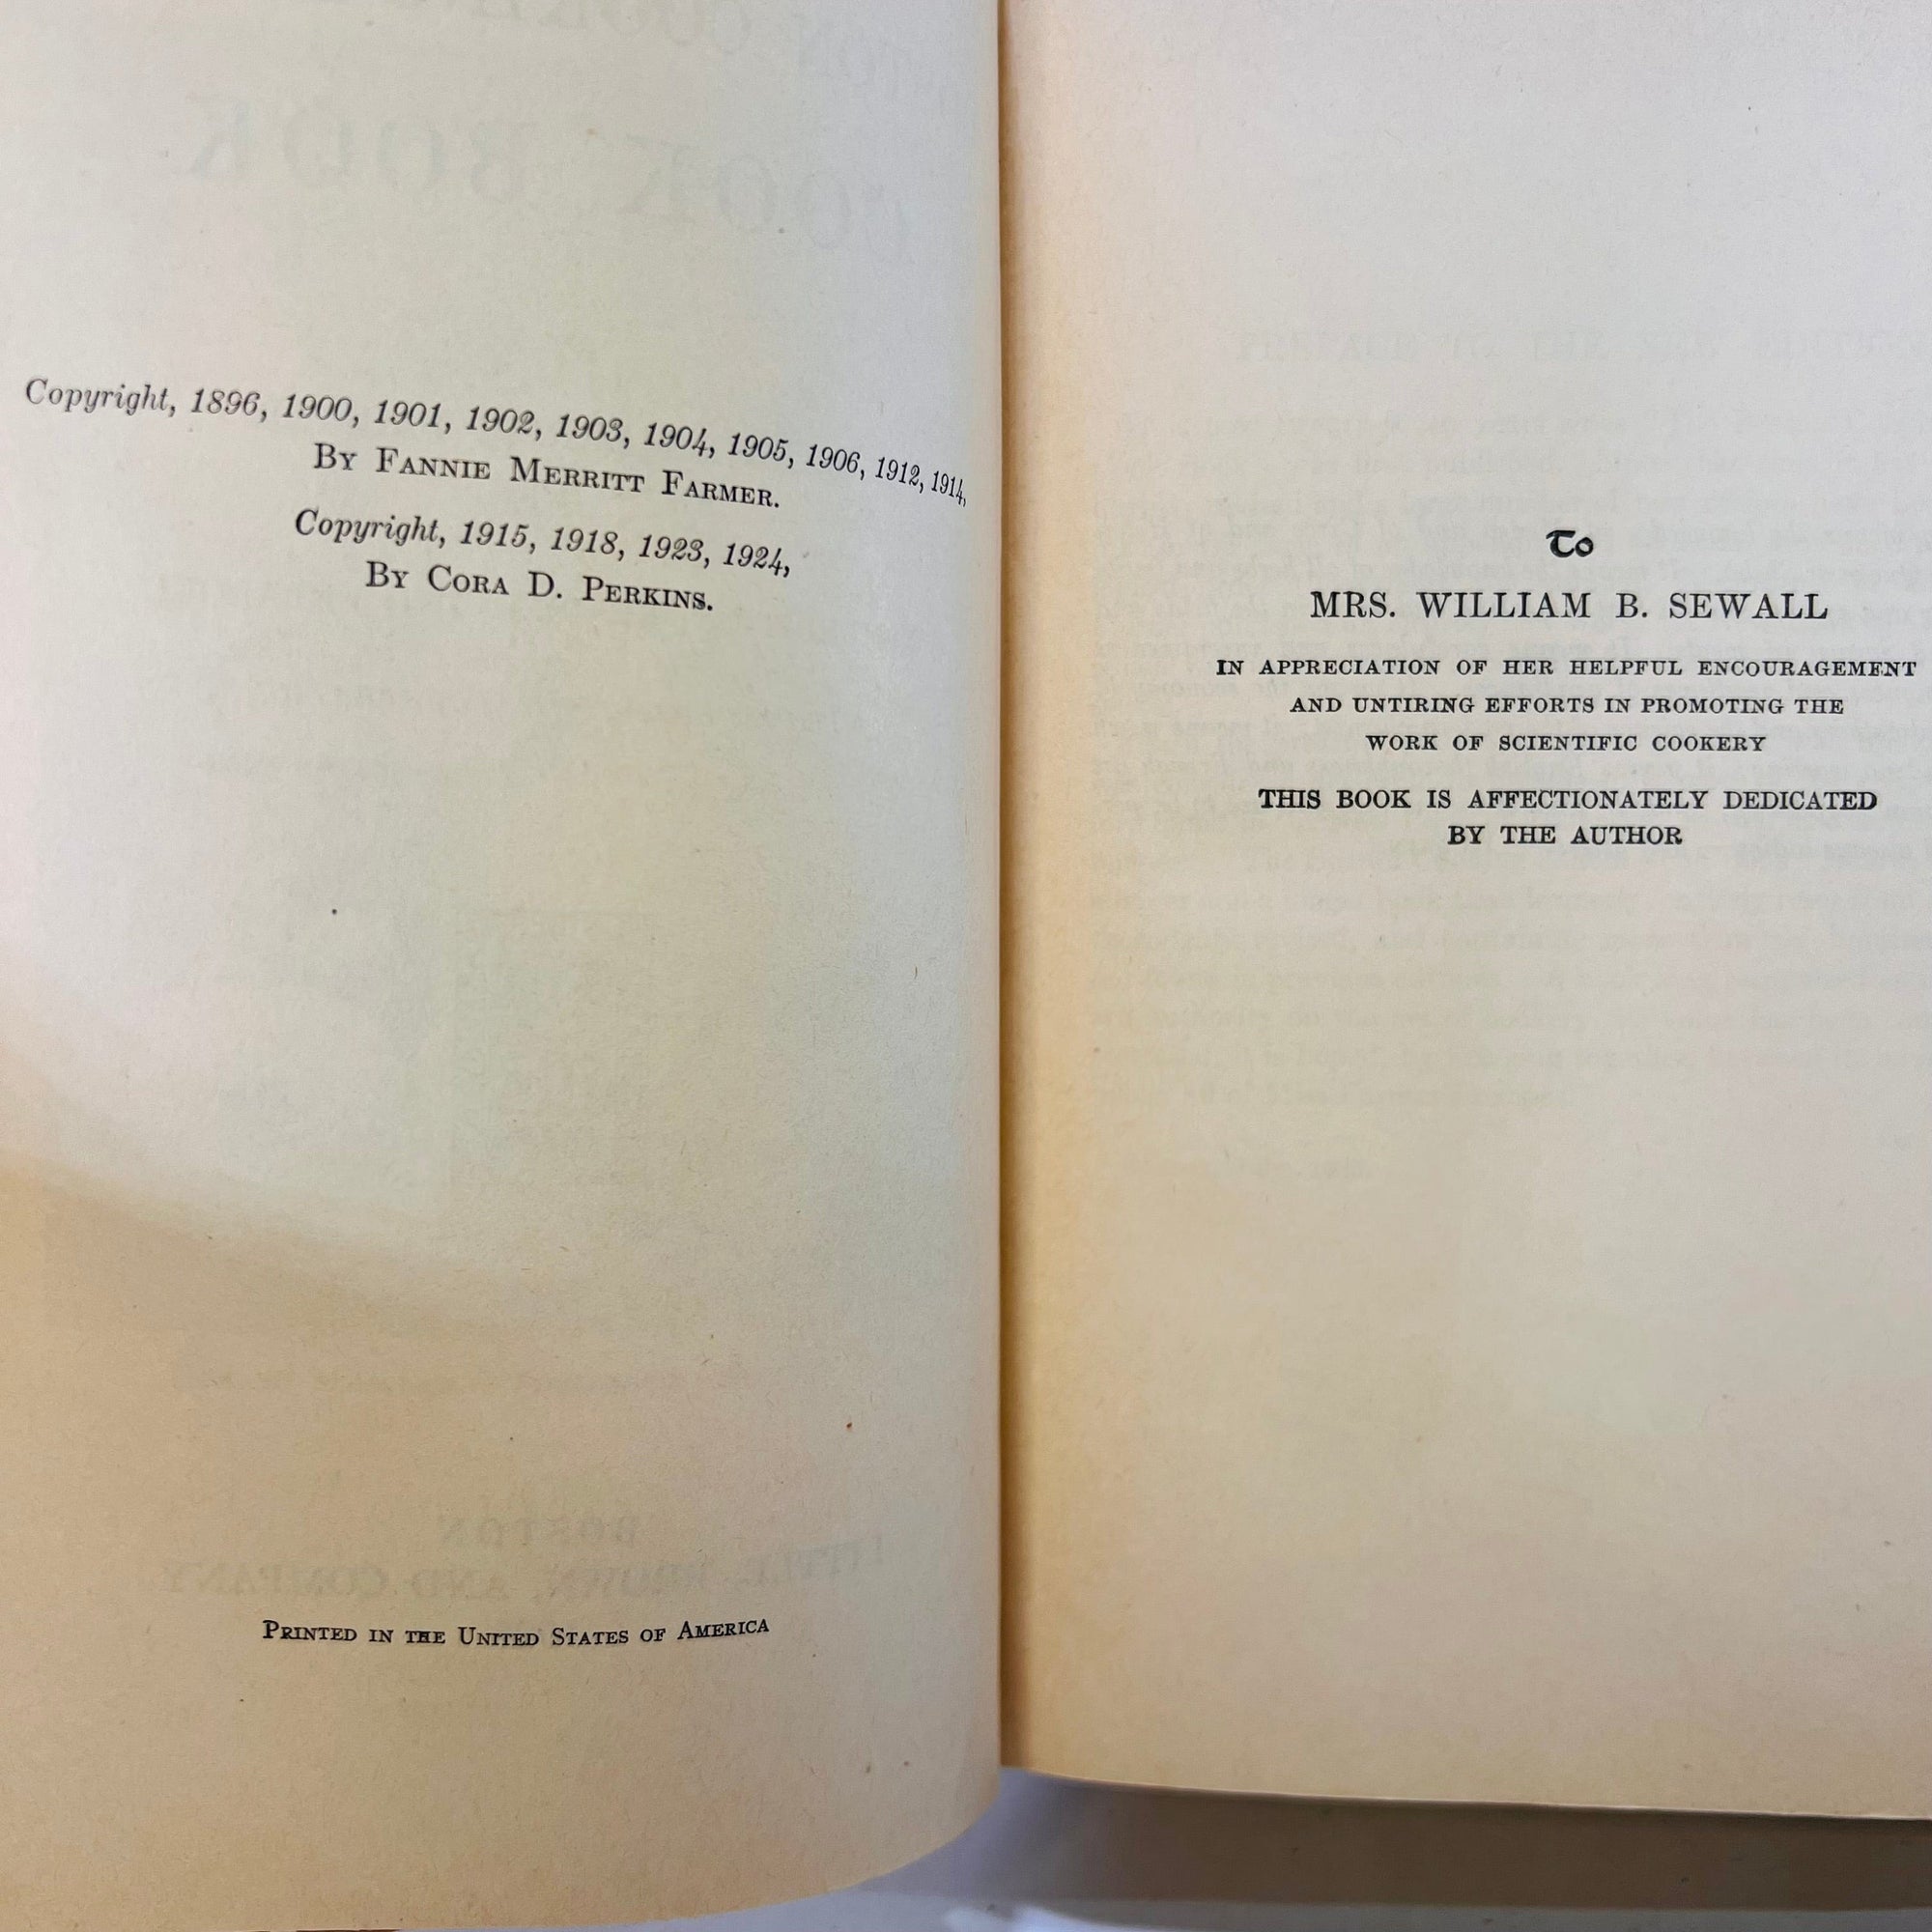 Copyright, 1896, 1900, 1901, 1902, 1903, 1904, 1905, 1906, 1912, 1914,
By Fannie Merritt Farmer.
Copyright, 1915, 1918, 1923, 1924,
By Cora D. Perkins.
Printed in the United States of America
To
MRS. WILLIAM B. SEWALL
IN APPRECIATION OF HER HELPFUL ENCOURAGEMENT
AND UNTIRING EFFORTS IN PROMOTING THE
WORK OF SCIENTIFIC COOKERY
THIS BOOK IS AFFECTIONATELY DEDICATED
BY THE AUTHOR